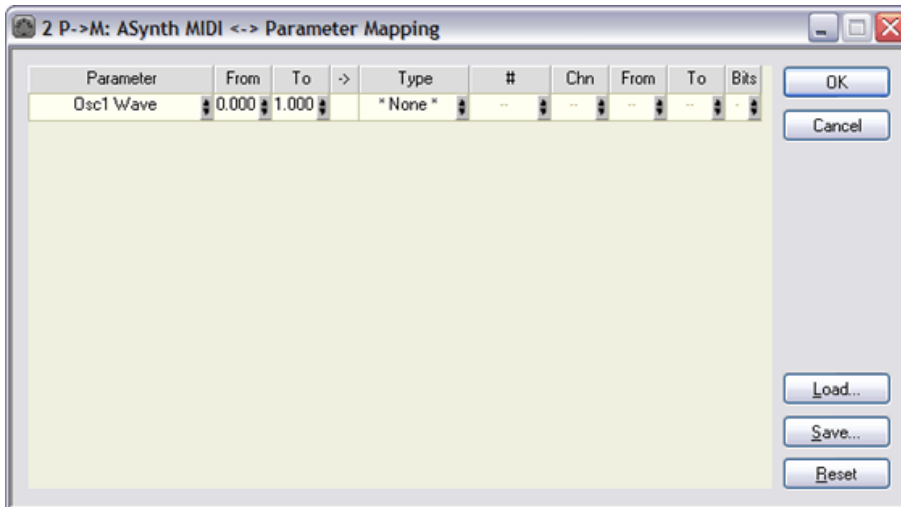 2 P->M: ASynth MIDI <-> Parameter Mapping
Parameter From To -> Type # Chn From To Bits
Osc1 Wave 0.000 1.000 * None * -- -- -- -- -
OK
Cancel
Load...
Save...
Reset